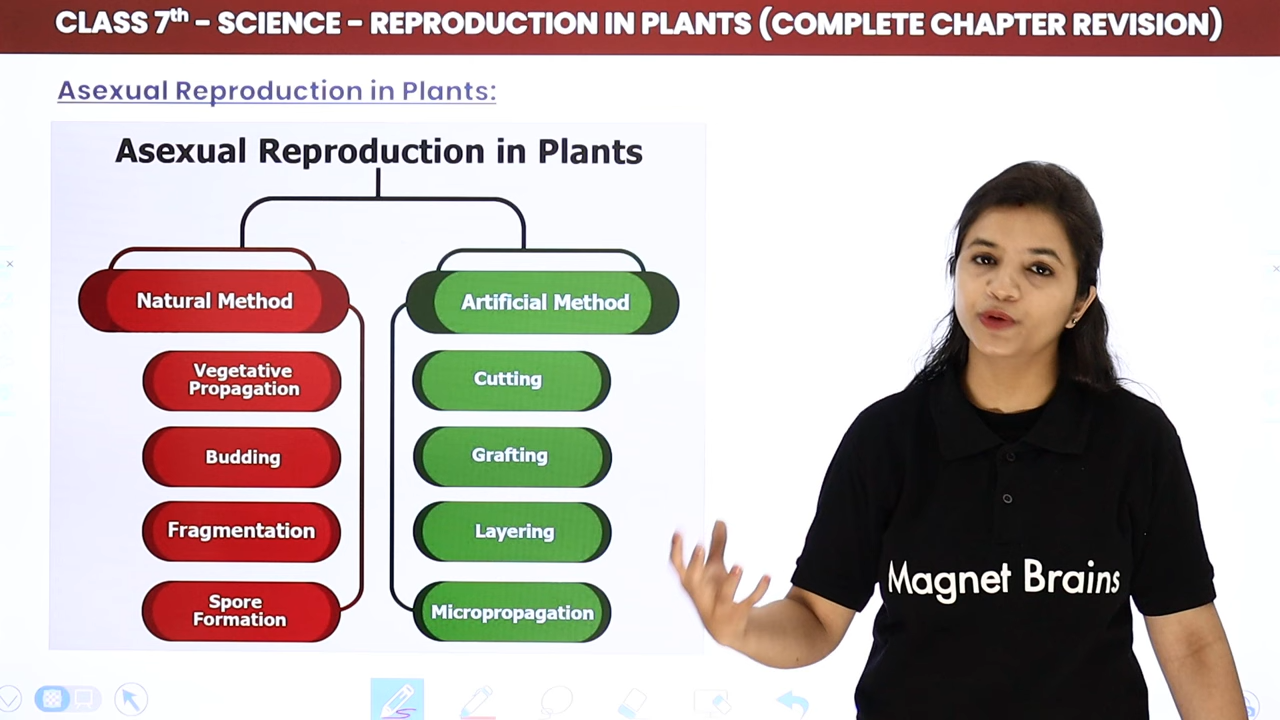 CLASS 7th – SCIENCE – REPRODUCTION IN PLANTS (COMPLETE CHAPTER REVISION)
Asexual Reproduction in Plants:
Asexual Reproduction in Plants
Natural Method
Vegetative
Propagation
Budding
Fragmentation
Spore
Formation
Artificial Method
Cutting
Grafting
Layering
Micropropagation
Magnet Brains